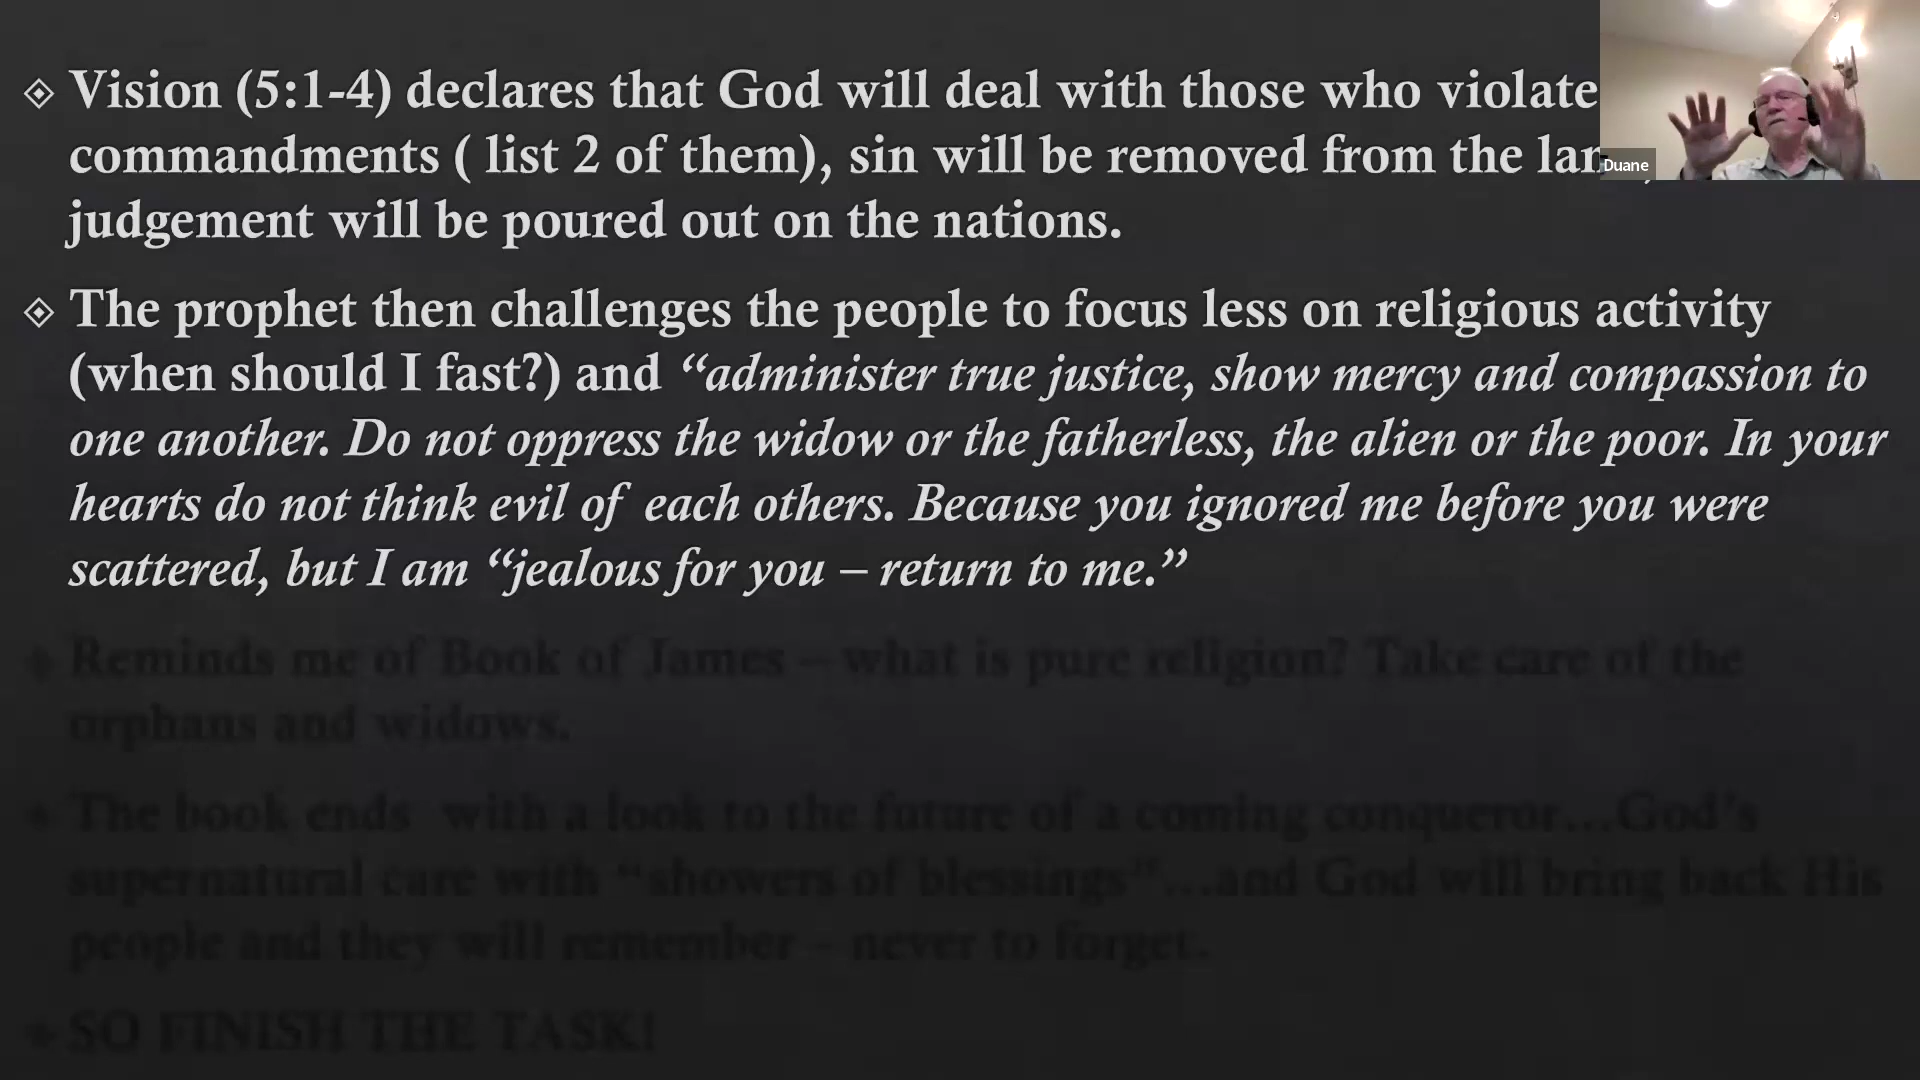 Vision (5:1-4) declares that God will deal with those who violate
commandments ( list 2 of them), sin will be removed from the
judgement will be poured out on the nations.
Duane
The prophet then challenges the people to focus less on religious activity
(when should I fast?) and “administer true justice, show mercy and compassion to
one another. Do not oppress the widow or the fatherless, the alien or the poor. In your
hearts do not think evil of each others. Because you ignored me before you were
scattered, but I am “jealous for you – return to me.”
Reminds me of Book of James – what is pure religion? Take care of the
orphans and widows.
The book ends with a look to the future of a coming conqueror…God’s
supernatural care with “showers of blessings”…and God will bring back His
people and they will remember – never to forget.
SO FINISH THE TASK!